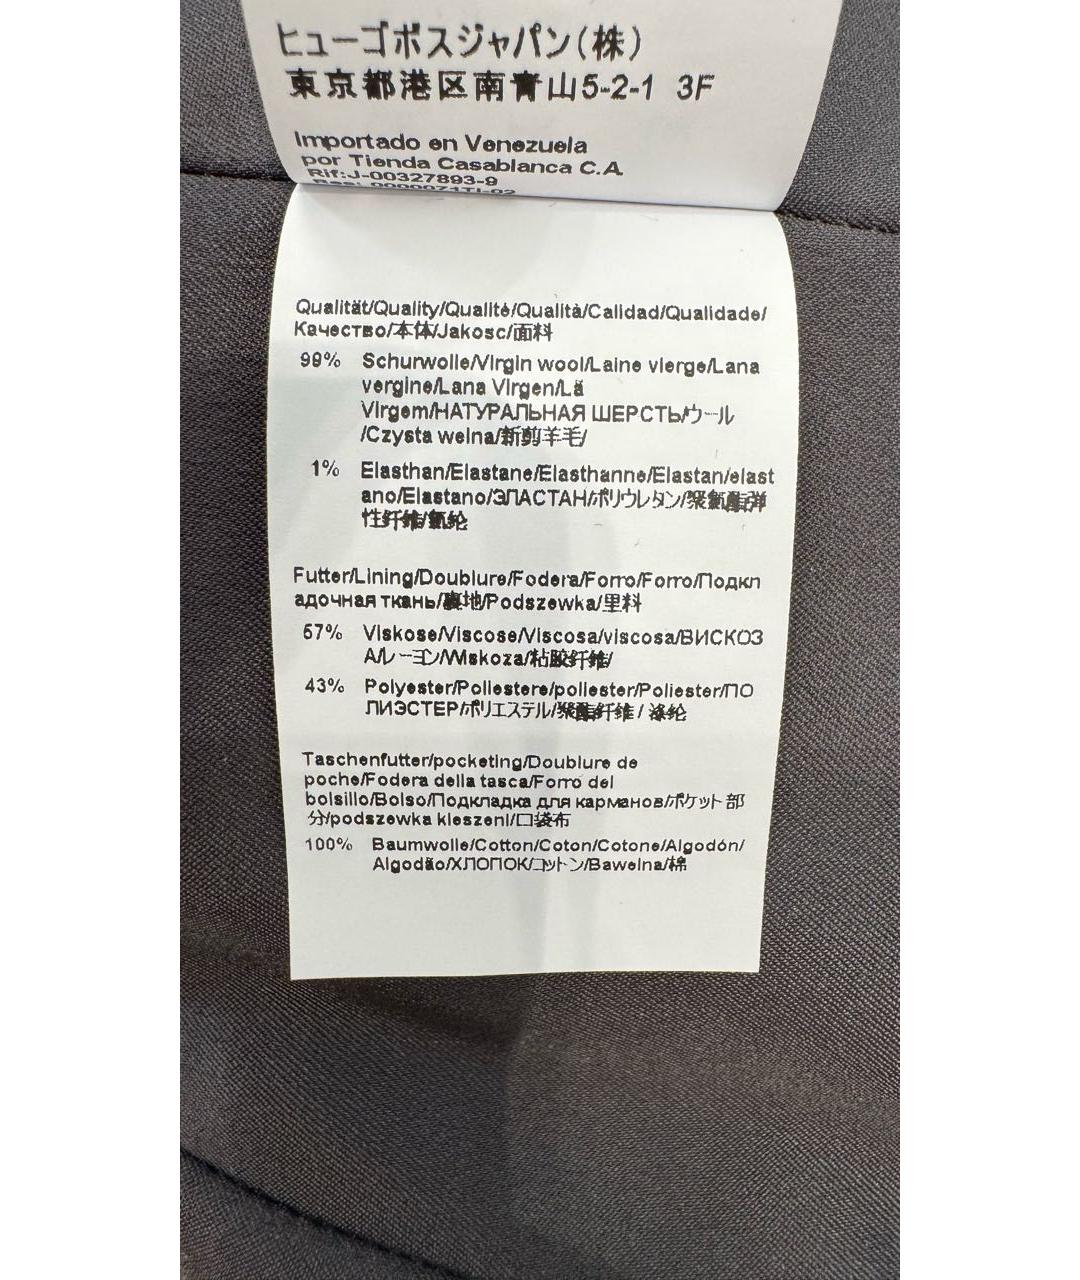 ヒューゴボスジャパン(株)
東京都港区南青山5-2-1 3F
Importado en Venezuela
por Tienda Casablanca C.A
Rif:J-00327893-9
Qualität/Quality/Qualité/Qualità/Calidad/Qualidade/
Качество/本体/Jakosc/面料
99% Schurwolle/Virgin wool/Laine vierge/Lana
vergine/Lana Virgen/Lã
Virgem/НАТУРАЛЬНАЯ ШЕРСТЬ/ウール
/Czysta welna/新剪羊毛/
1% Elasthan/Elastane/Elasthanne/Elastan/elast
ano/Elastano/ЭЛАСТАН/ポリウレタン/聚氨酯弹
性纤维/氨纶
Futter/Lining/Doublure/Fodera/Forro/Forro/Подкл
адочная ткань/裏地/Podszewka/里料
57% Viskose/Viscose/Viscosa/viscosa/ВИСКОЗ
А/レーヨン/Wiskoza/粘胶纤维/
43% Polyester/Poliestere/poliester/Poliester/ПО
ЛИЭСТЕР/ポリエステル/聚酯纤维/ 涤纶
Taschenfutter/pocketing/Doublure de
poche/Fodera della tasca/Forro del
bolsillo/Bolso/Подкладка для карманов/ポケット部
分/podszewka kieszeni/口袋布
100% Baumwolle/Cotton/Coton/Cotone/Algodón/
Algodão/ХЛОПОК/コットン/Bawelna/棉